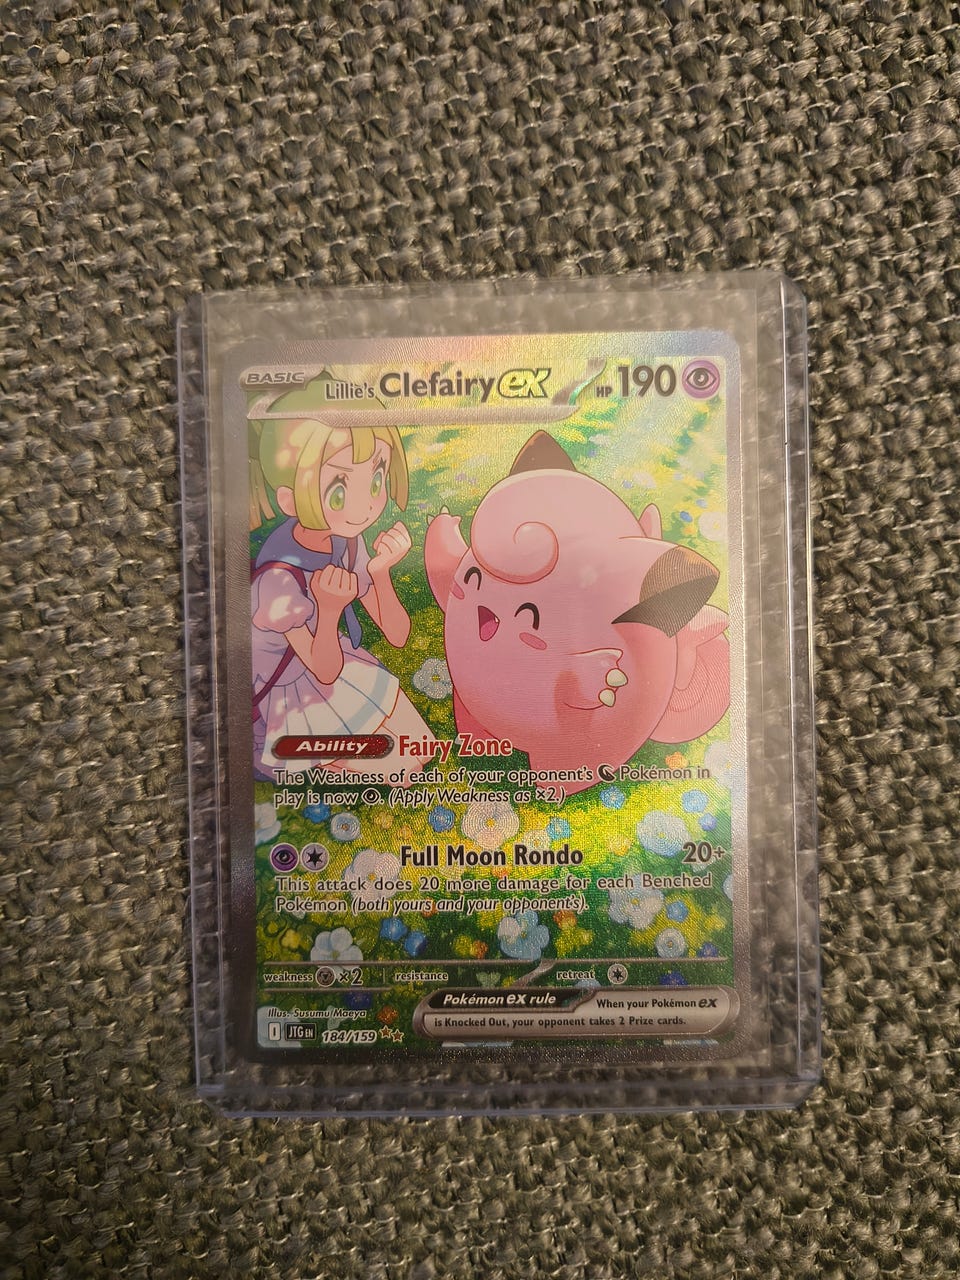 BASIC
Lillie's Clefairy ex HP 190
Ability Fairy Zone
The Weakness of each of your opponent's Pokémon in
play is now . (Apply Weakness as ×2.)
Full Moon Rondo 20+
This attack does 20 more damage for each Benched
Pokémon (both yours and your opponent's).
weakness ×2 resistance retreat
Pokémon ex rule When your Pokémon ex
is Knocked Out, your opponent takes 2 Prize cards.
Illus. Susumu Maeya
I JTG EN 184/159